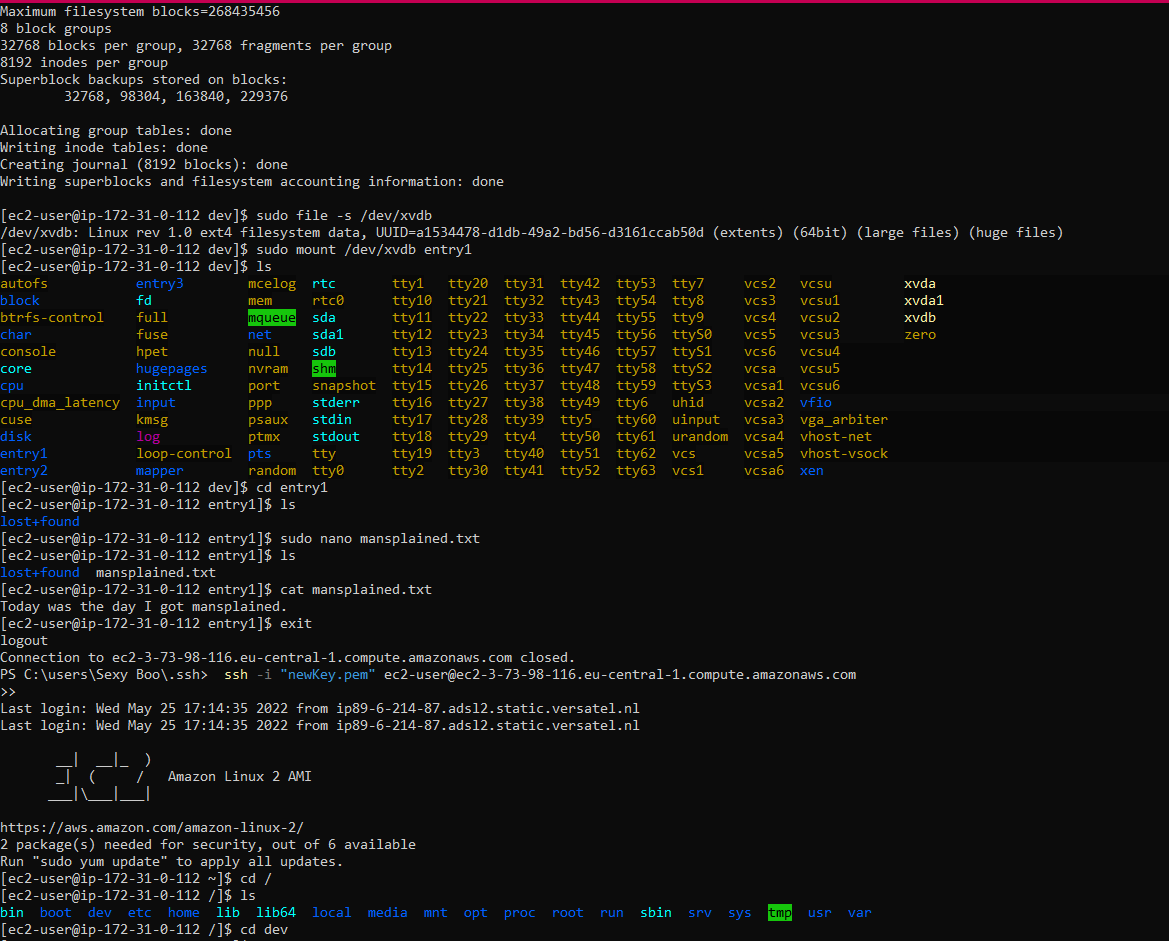 Maximum filesystem blocks=268435456
8 block groups
32768 blocks per group, 32768 fragments per group
8192 inodes per group
Superblock backups stored on blocks:
        32768, 98304, 163840, 229376

Allocating group tables: done
Writing inode tables: done
Creating journal (8192 blocks): done
Writing superblocks and filesystem accounting information: done

[ec2-user@ip-172-31-0-112 dev]$ sudo file -s /dev/xvdb
/dev/xvdb: Linux rev 1.0 ext4 filesystem data, UUID=a1534478-d1db-49a2-bd56-d3161ccab50d (extents) (64bit) (large files) (huge files)
[ec2-user@ip-172-31-0-112 dev]$ sudo mount /dev/xvdb entry1
[ec2-user@ip-172-31-0-112 dev]$ ls
autofs           entry3        mcelog  rtc       tty1   tty20  tty31  tty42  tty53  tty7     vcs2   vcsu         xvda
block            fd            mem     rtc0      tty10  tty21  tty32  tty43  tty54  tty8     vcs3   vcsu1        xvda1
btrfs-control    full          mqueue  sda       tty11  tty22  tty33  tty44  tty55  tty9     vcs4   vcsu2        xvdb
char             fuse          net     sda1      tty12  tty23  tty34  tty45  tty56  ttyS0    vcs5   vcsu3        zero
console          hpet          null    sdb       tty13  tty24  tty35  tty46  tty57  ttyS1    vcs6   vcsu4
core             hugepages     nvram   shm       tty14  tty25  tty36  tty47  tty58  ttyS2    vcsa   vcsu5
cpu              initctl       port    snapshot  tty15  tty26  tty37  tty48  tty59  ttyS3    vcsa1  vcsu6
cpu_dma_latency  input         ppp     stderr    tty16  tty27  tty38  tty49  tty6   uhid     vcsa2  vfio
cuse             kmsg          psaux   stdin     tty17  tty28  tty39  tty5   tty60  uinput   vcsa3  vga_arbiter
disk             log           ptmx    stdout    tty18  tty29  tty4   tty50  tty61  urandom  vcsa4  vhost-net
entry1           loop-control  pts     tty       tty19  tty3   tty40  tty51  tty62  vcs      vcsa5  vhost-vsock
entry2           mapper        random  tty0      tty2   tty30  tty41  tty52  tty63  vcs1     vcsa6  xen
[ec2-user@ip-172-31-0-112 dev]$ cd entry1
[ec2-user@ip-172-31-0-112 entry1]$ ls
lost+found
[ec2-user@ip-172-31-0-112 entry1]$ sudo nano mansplained.txt
[ec2-user@ip-172-31-0-112 entry1]$ ls
lost+found  mansplained.txt
[ec2-user@ip-172-31-0-112 entry1]$ cat mansplained.txt
Today was the day I got mansplained.
[ec2-user@ip-172-31-0-112 entry1]$ exit
logout
Connection to ec2-3-73-98-116.eu-central-1.compute.amazonaws.com closed.
PS C:\users\Sexy Boo\.ssh>  ssh -i "newKey.pem" ec2-user@ec2-3-73-98-116.eu-central-1.compute.amazonaws.com
>>
Last login: Wed May 25 17:14:35 2022 from ip89-6-214-87.adsl2.static.versatel.nl
Last login: Wed May 25 17:14:35 2022 from ip89-6-214-87.adsl2.static.versatel.nl

       __|  __|_  )
       _|  (     /   Amazon Linux 2 AMI
      ___|\___|___|

https://aws.amazon.com/amazon-linux-2/
2 package(s) needed for security, out of 6 available
Run "sudo yum update" to apply all updates.
[ec2-user@ip-172-31-0-112 ~]$ cd /
[ec2-user@ip-172-31-0-112 /]$ ls
bin  boot  dev  etc  home  lib  lib64  local  media  mnt  opt  proc  root  run  sbin  srv  sys  tmp  usr  var
[ec2-user@ip-172-31-0-112 /]$ cd dev